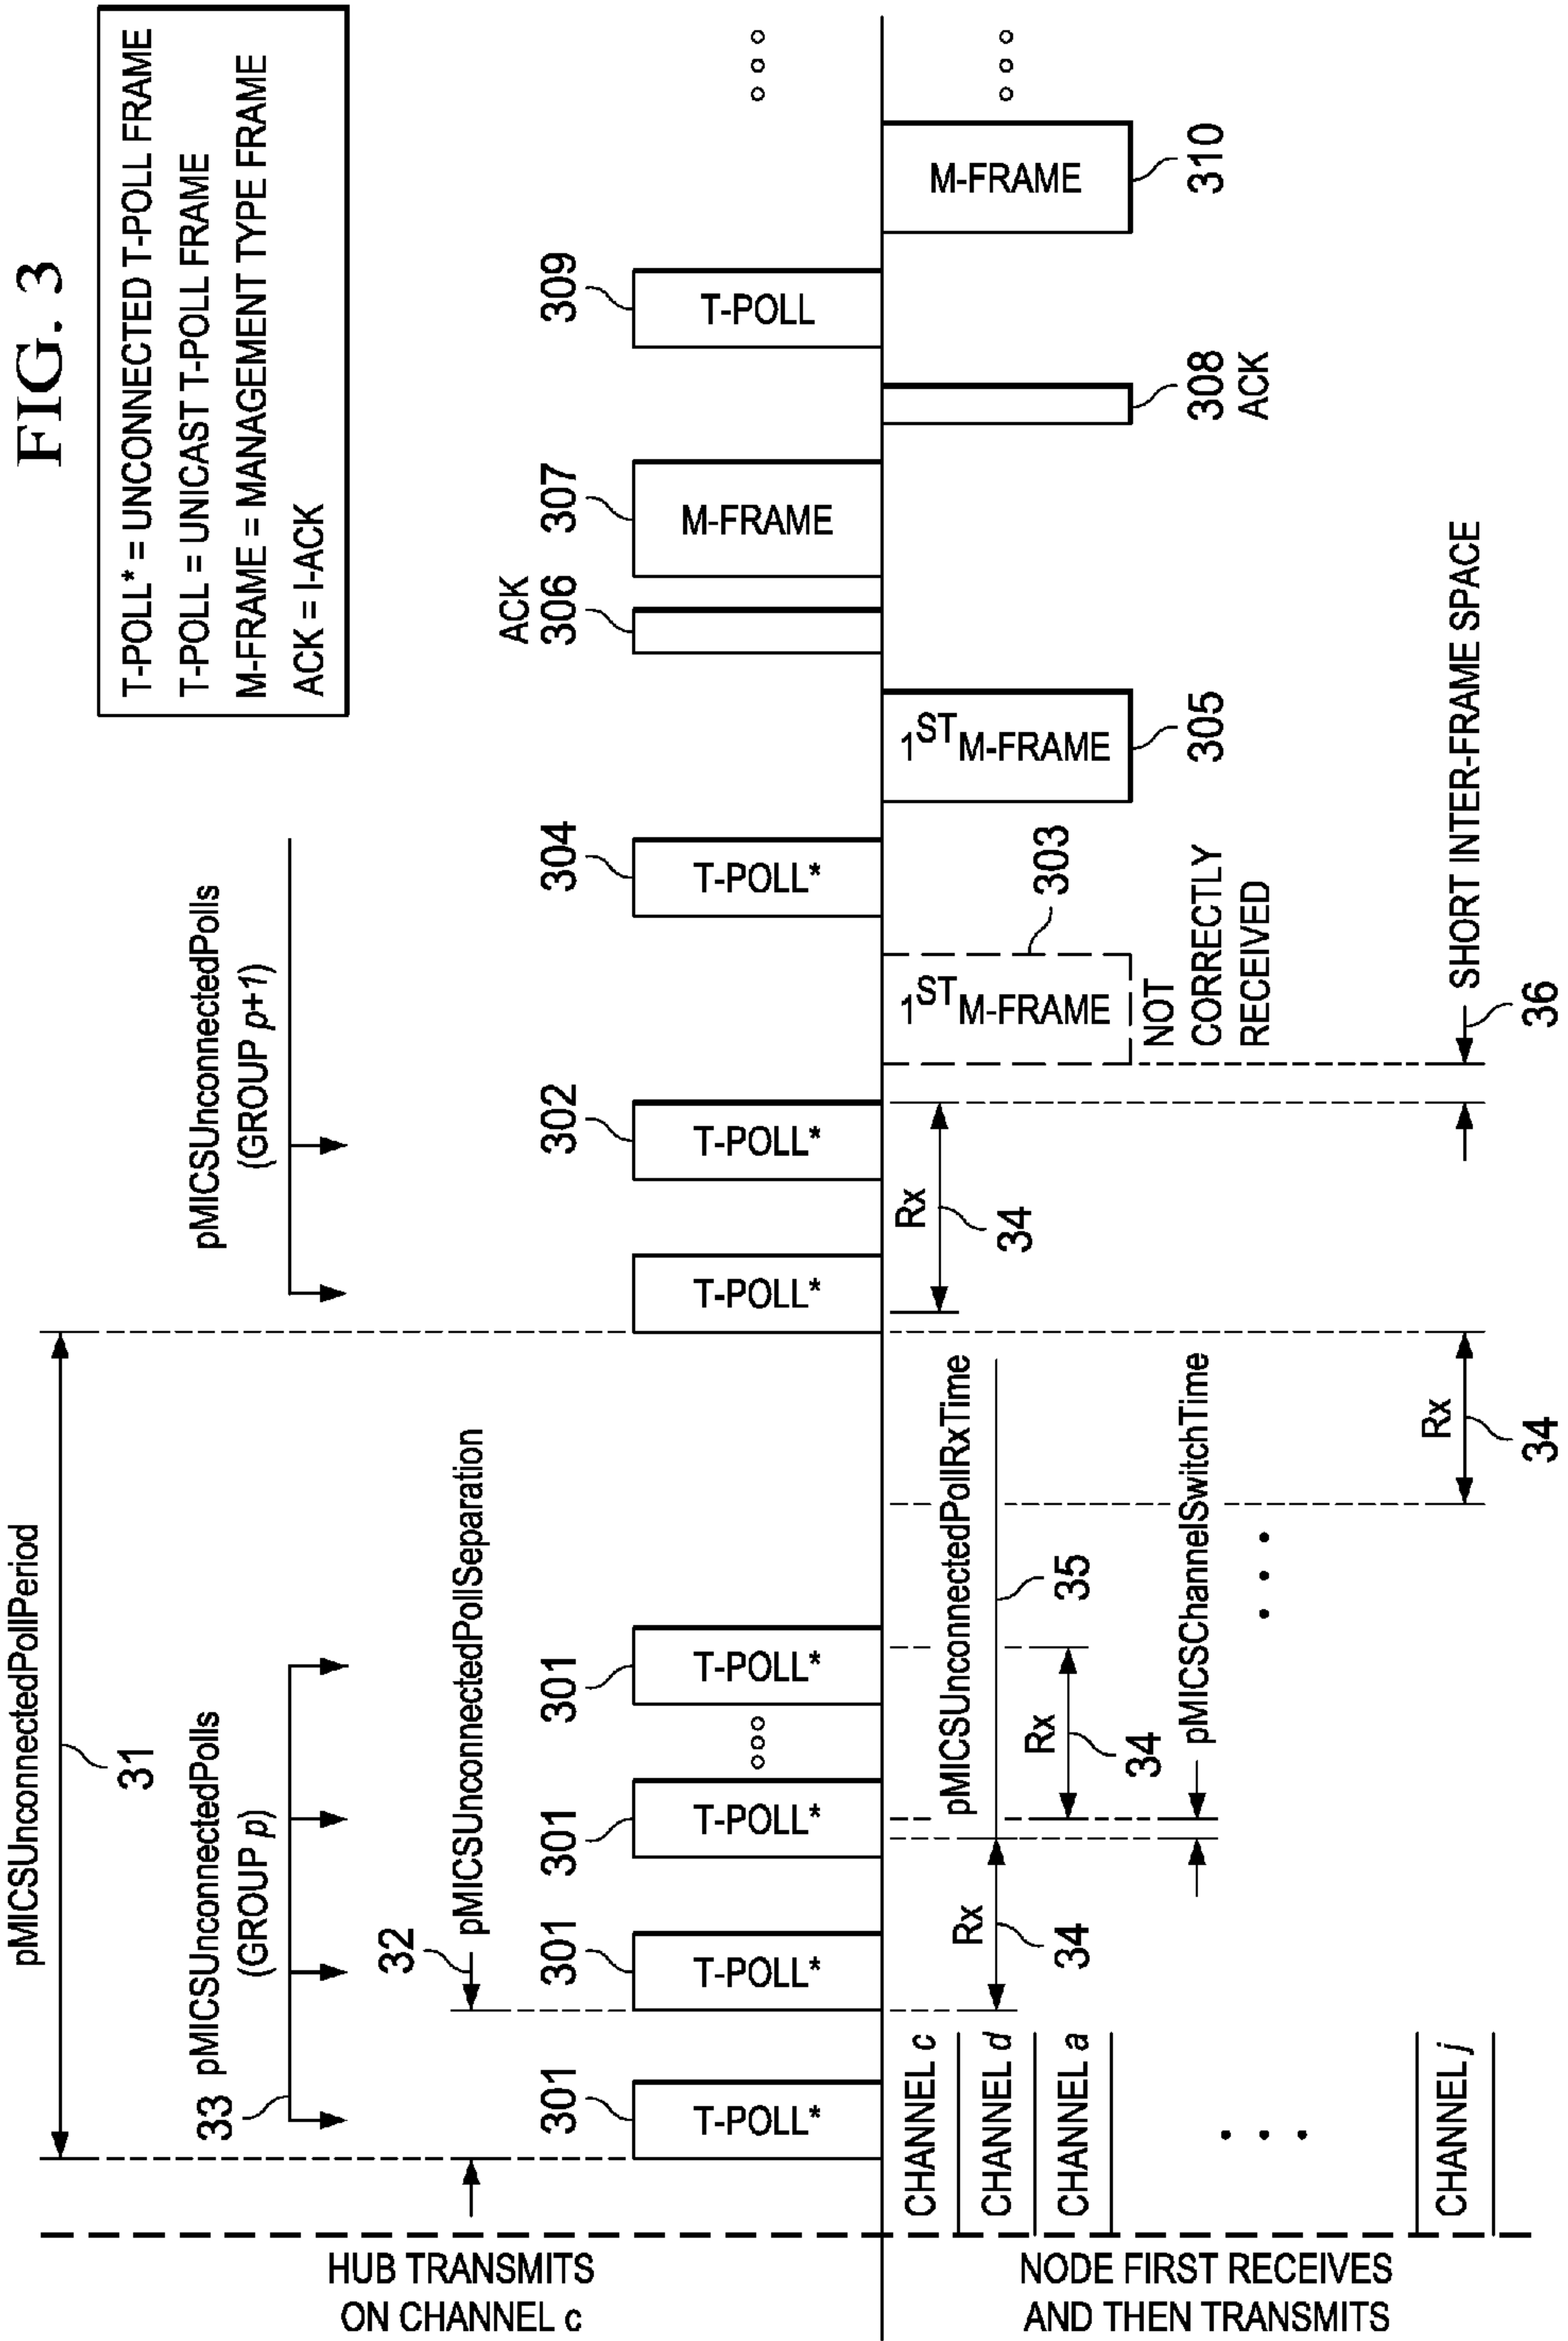 FIG. 3
T-POLL* = UNCONNECTED T-POLL FRAME
T-POLL = UNICAST T-POLL FRAME
M-FRAME = MANAGEMENT TYPE FRAME
ACK = I-ACK
pMICSUnconnectedPollPeriod
31
33
pMICSUnconnectedPolls
(GROUP p)
pMICSUnconnectedPolls
(GROUP p+1)
32
pMICSUnconnectedPollSeparation
301
301
301
301
302
304
ACK
306
307
309
T-POLL*
T-POLL*
T-POLL*
T-POLL*
T-POLL*
T-POLL*
T-POLL*
M-FRAME
T-POLL
HUB TRANSMITS
ON CHANNEL c
NODE FIRST RECEIVES
AND THEN TRANSMITS
CHANNEL c
CHANNEL d
CHANNEL a
CHANNEL j
Rx
34
pMICSUnconnectedPollRxTime
35
Rx
34
pMICSChannelSwitchTime
Rx
34
Rx
34
1ST M-FRAME
303
NOT
CORRECTLY
RECEIVED
1ST M-FRAME
305
308
ACK
M-FRAME
310
36
SHORT INTER-FRAME SPACE